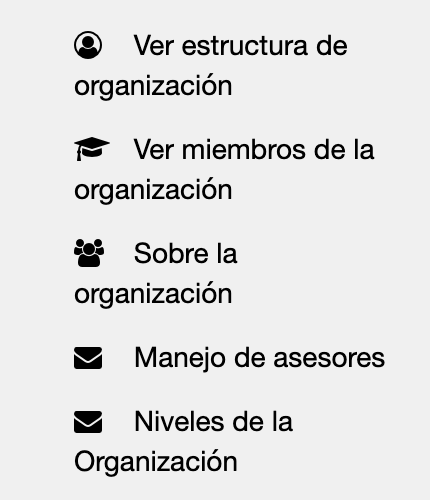 Ver estructura de
organización
Ver miembros de la
organización
Sobre la
organización
Manejo de asesores
Niveles de la
Organización